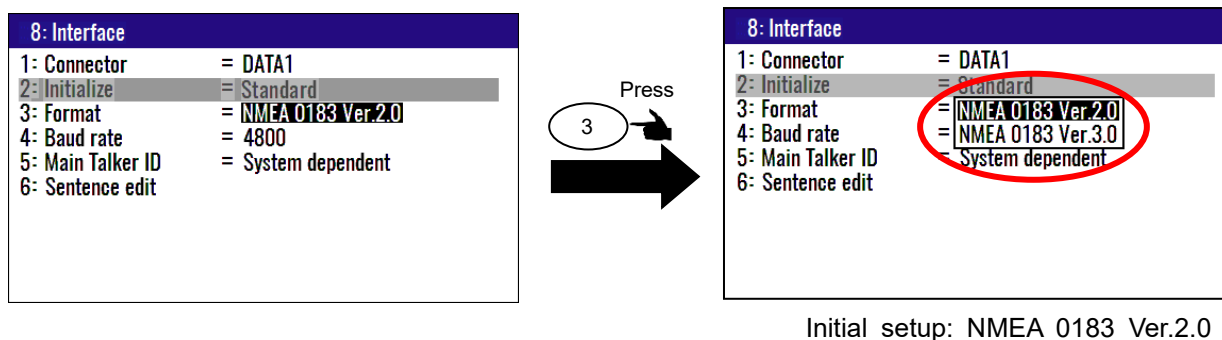 8: Interface
1: Connector = DATA1
2: Initialize = Standard
3: Format = NMEA 0183 Ver.2.0
4: Baud rate = 4800
5: Main Talker ID = System dependent
6: Sentence edit
Press
3
8: Interface
1: Connector = DATA1
2: Initialize = Standard
3: Format = NMEA 0183 Ver.2.0
4: Baud rate = NMEA 0183 Ver.3.0
5: Main Talker ID = System dependent
6: Sentence edit
Initial setup: NMEA 0183 Ver.2.0